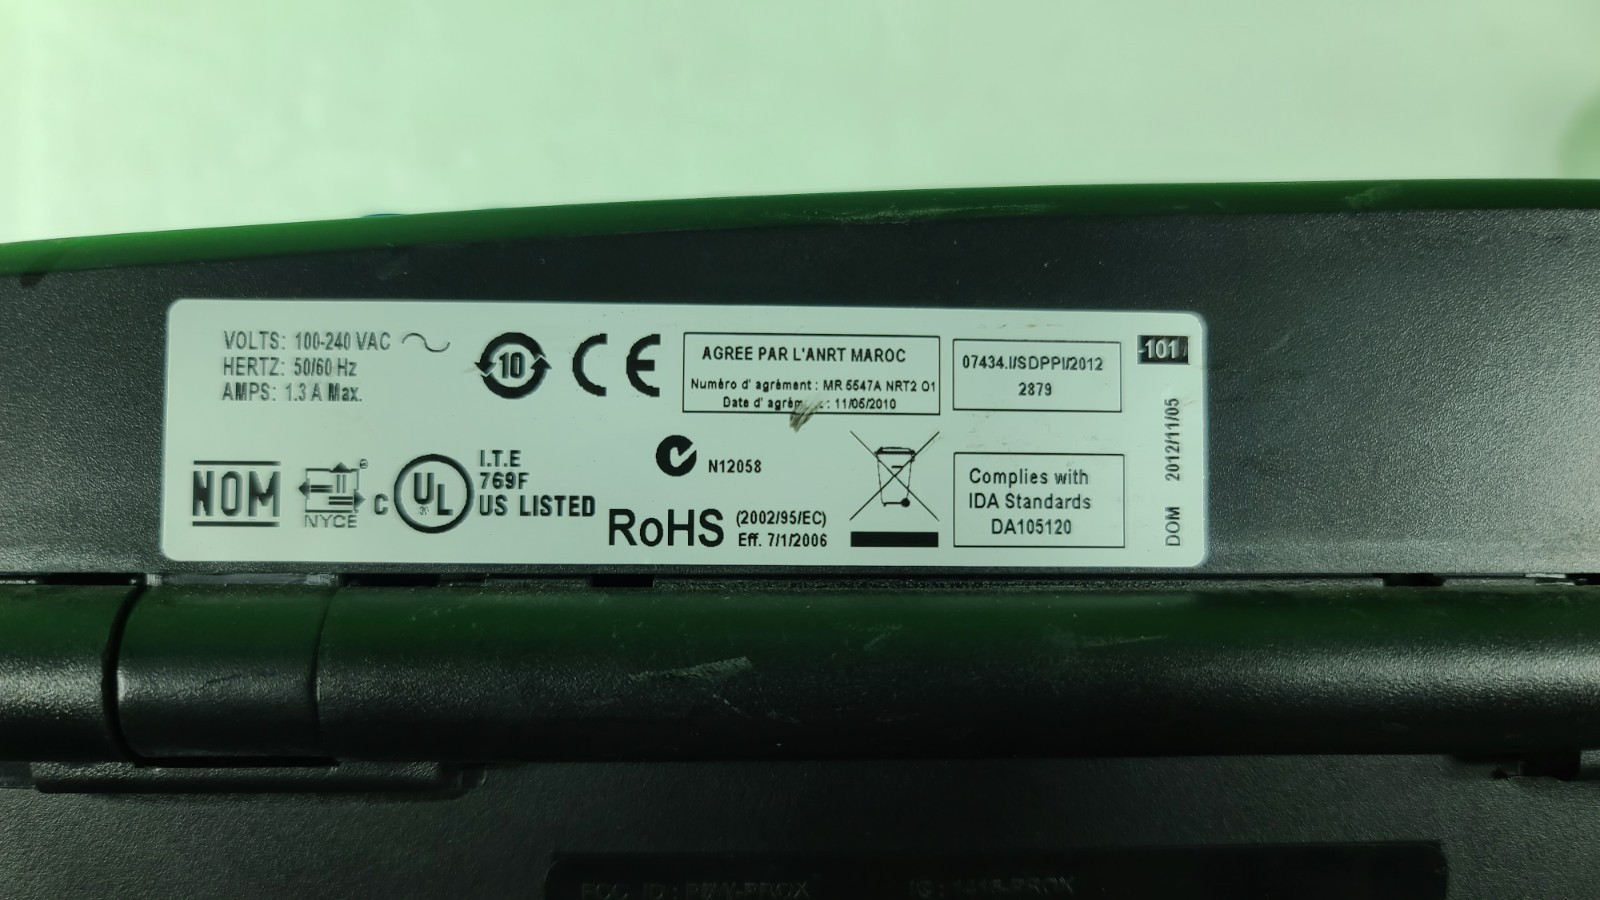 VOLTS: 100-240 VAC
HERTZ: 50/60 Hz
AMPS: 1.3 A Max.
10
CE
AGREE PAR L'ANRT MAROC
Numéro d' agrément : MR 5547A NRT2 01
Date d' : 11/05/2010
07434.I/SDPPI/2012
2879
-101
NOM
NYCE
C UL US LISTED
I.T.E
769F
N12058
RoHS
(2002/95/EC)
Eff. 7/1/2006
Complies with
IDA Standards
DA105120
DOM 2012/11/05
FCC ID :